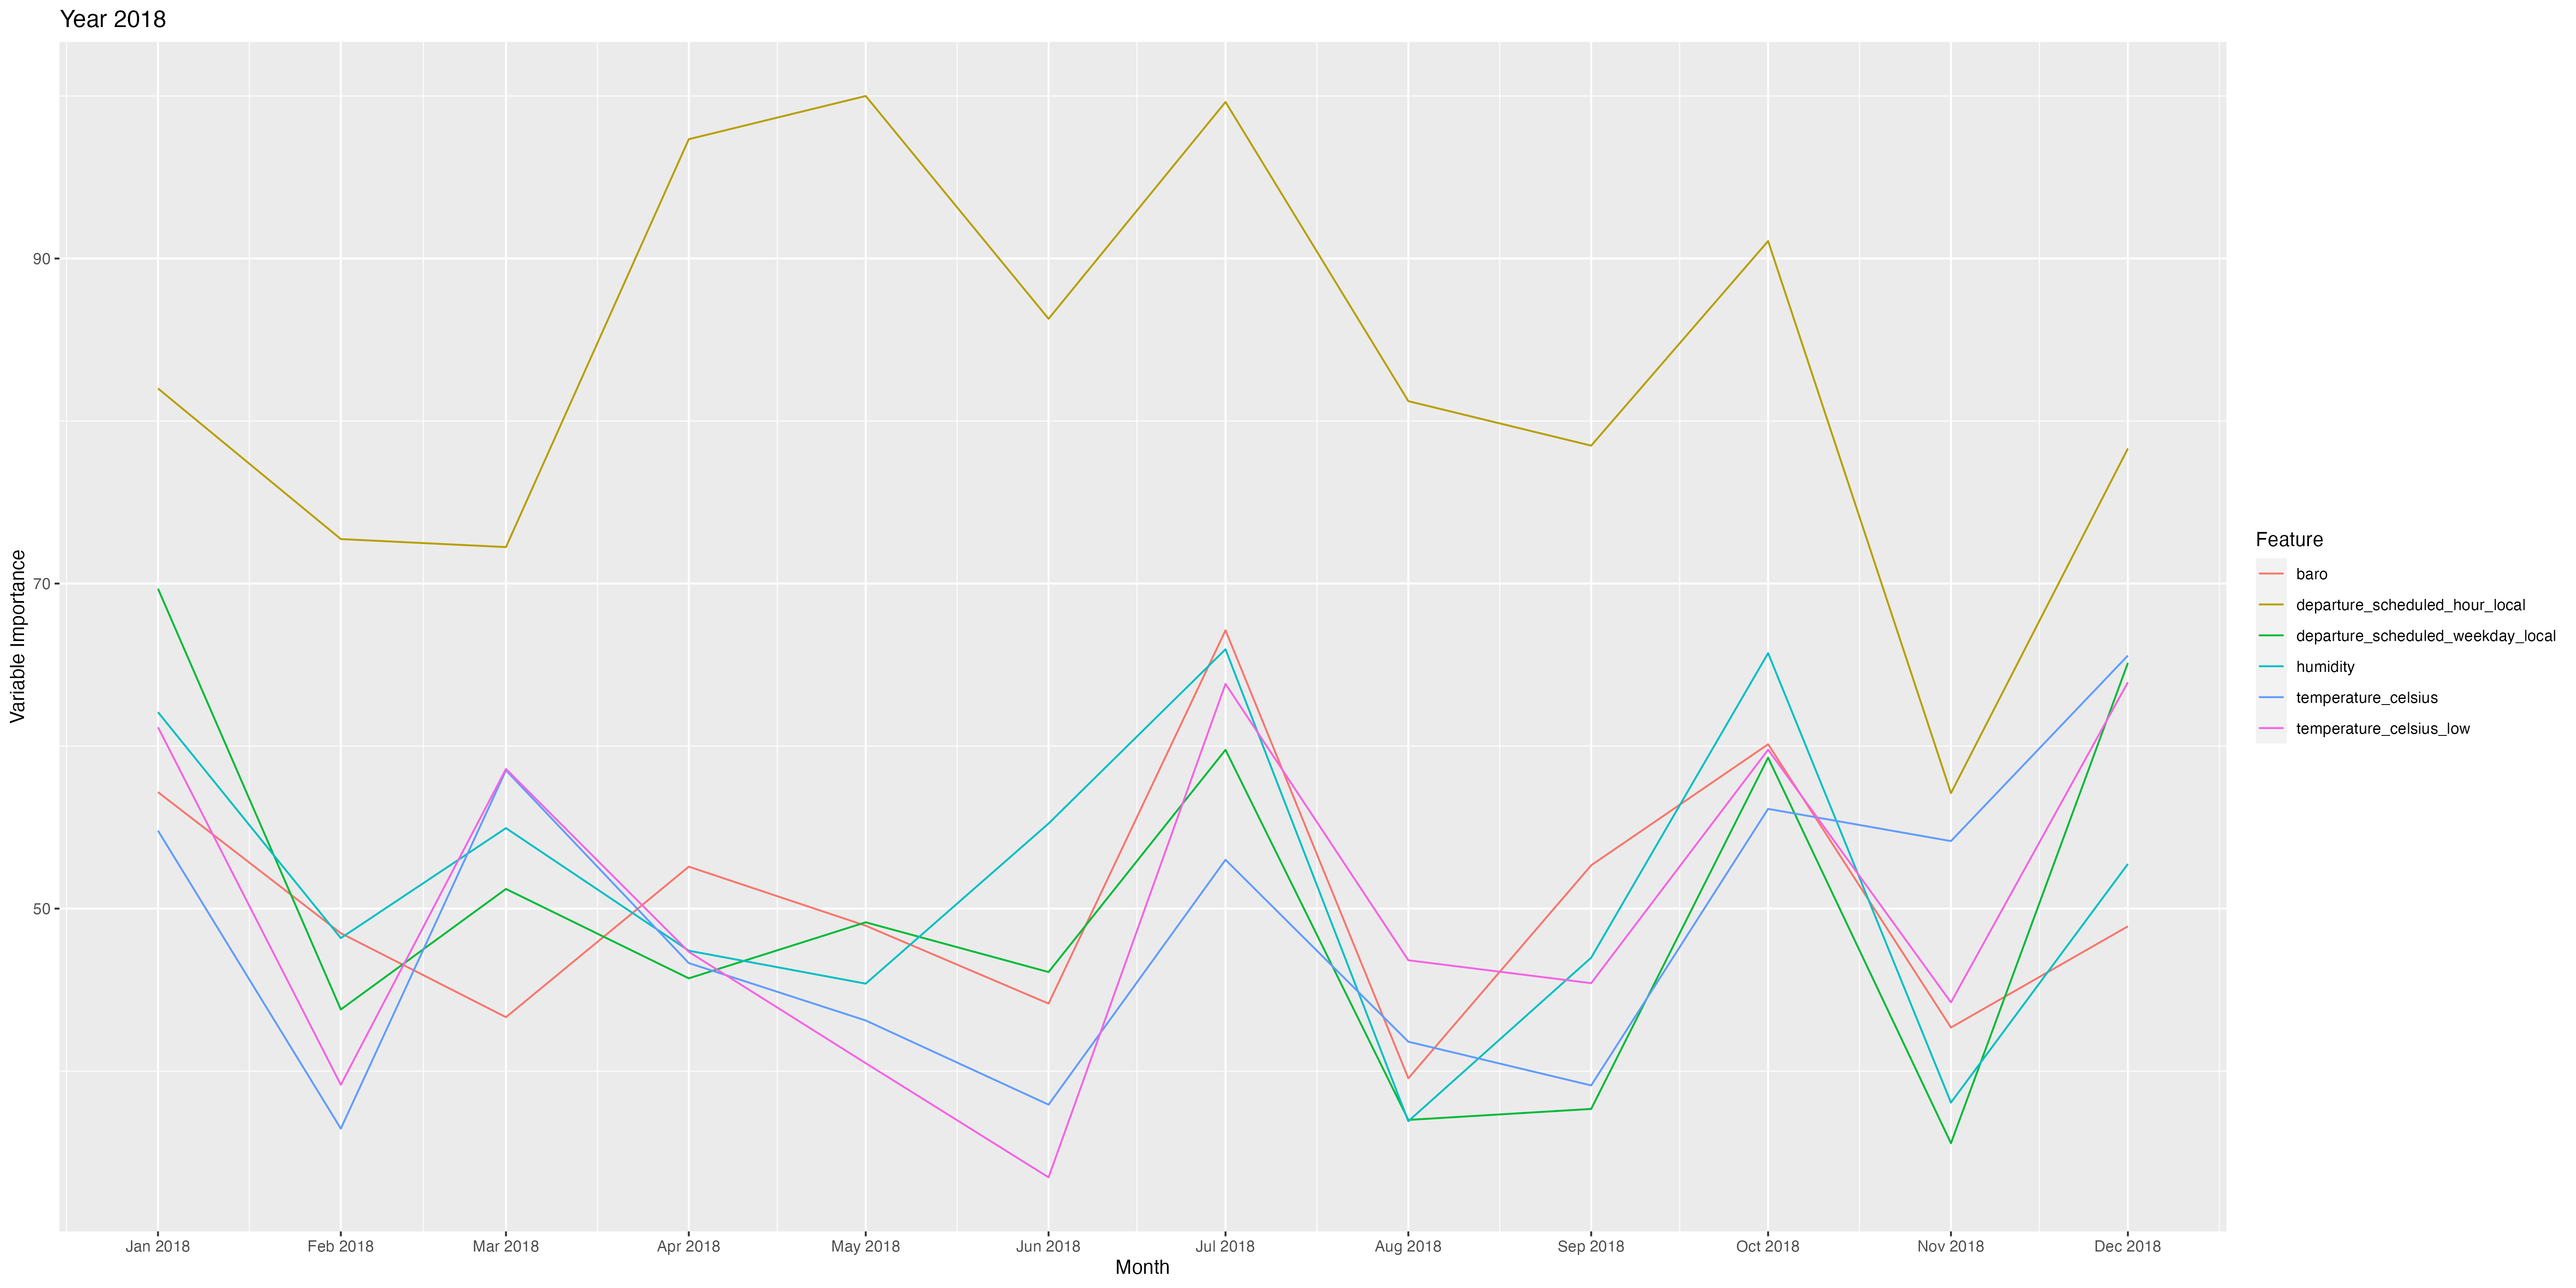 Year 2018
Variable Importance
90
70
50
Jan 2018 Feb 2018 Mar 2018 Apr 2018 May 2018 Jun 2018 Jul 2018 Aug 2018 Sep 2018 Oct 2018 Nov 2018 Dec 2018
Month
Feature
baro
departure_scheduled_hour_local
departure_scheduled_weekday_local
humidity
temperature_celsius
temperature_celsius_low